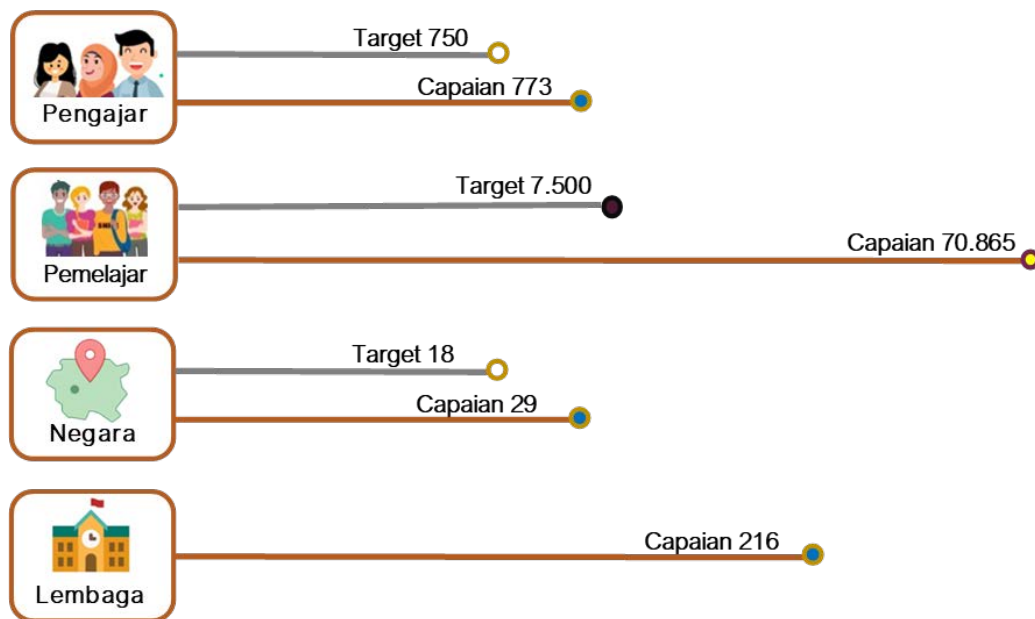 Target 750
Capaian 773
Pengajar
Target 7.500
Capaian 70.865
Pemelajar
Target 18
Capaian 29
Negara
Capaian 216
Lembaga